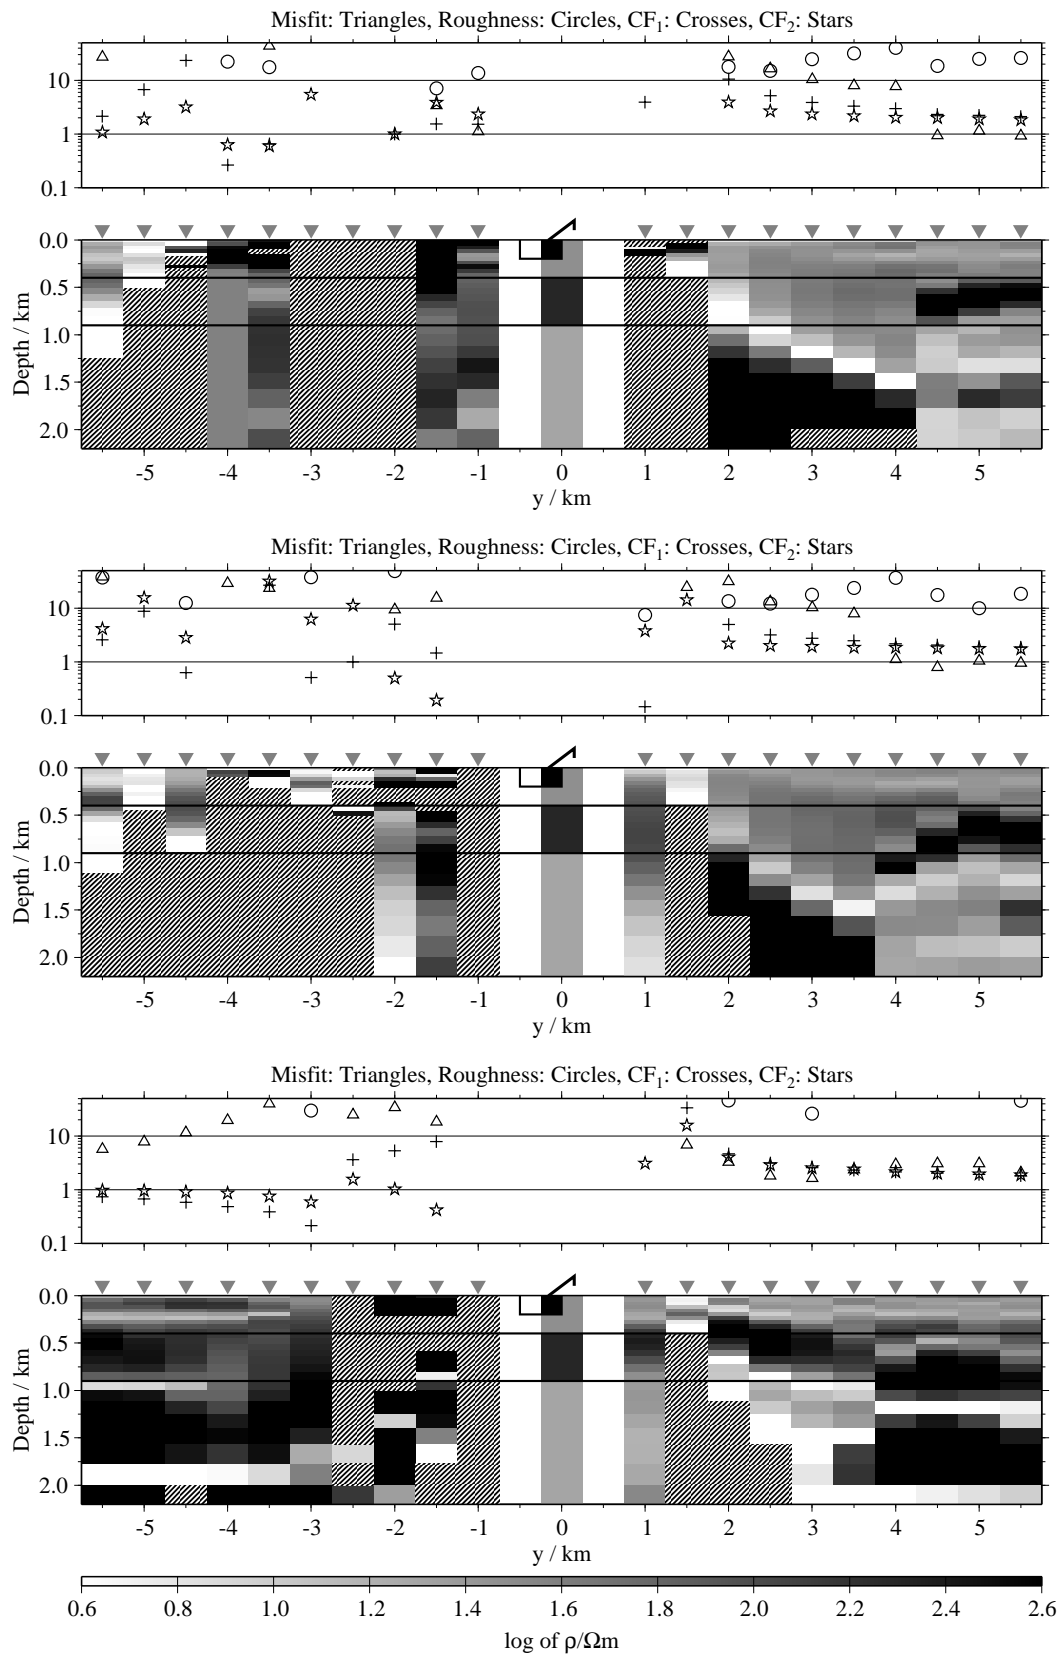 Misfit: Triangles, Roughness: Circles, CF1: Crosses, CF2: Stars
10
1
0.1
0.0
0.5
1.0
1.5
2.0
Depth / km
-5 -4 -3 -2 -1 0 1 2 3 4 5
y / km
Misfit: Triangles, Roughness: Circles, CF1: Crosses, CF2: Stars
10
1
0.1
0.0
0.5
1.0
1.5
2.0
Depth / km
-5 -4 -3 -2 -1 0 1 2 3 4 5
y / km
Misfit: Triangles, Roughness: Circles, CF1: Crosses, CF2: Stars
10
1
0.1
0.0
0.5
1.0
1.5
2.0
Depth / km
-5 -4 -3 -2 -1 0 1 2 3 4 5
y / km
0.6 0.8 1.0 1.2 1.4 1.6 1.8 2.0 2.2 2.4 2.6
log of ρ/Ωm